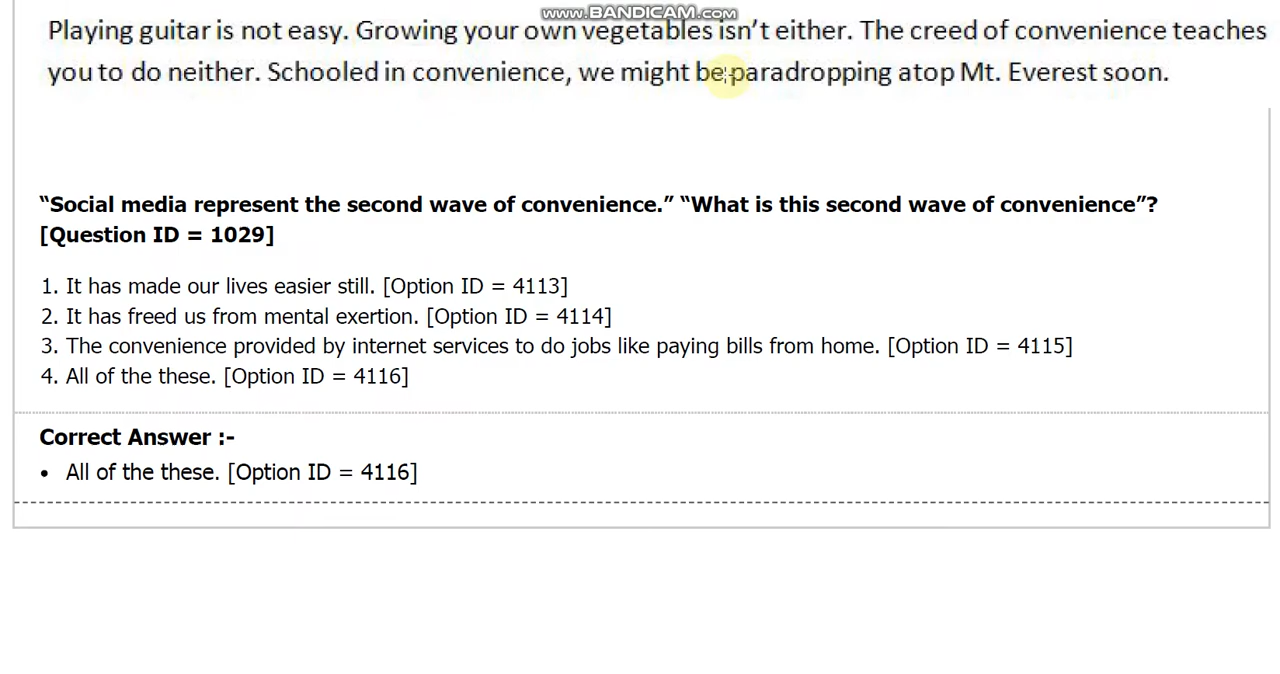 www.BANDICAM.com
Playing guitar is not easy. Growing your own vegetables isn't either. The creed of convenience teaches
you to do neither. Schooled in convenience, we might be paradropping atop Mt. Everest soon.
“Social media represent the second wave of convenience.” “What is this second wave of convenience”?
[Question ID = 1029]
1. It has made our lives easier still. [Option ID = 4113]
2. It has freed us from mental exertion. [Option ID = 4114]
3. The convenience provided by internet services to do jobs like paying bills from home. [Option ID = 4115]
4. All of the these. [Option ID = 4116]
Correct Answer :-
• All of the these. [Option ID = 4116]